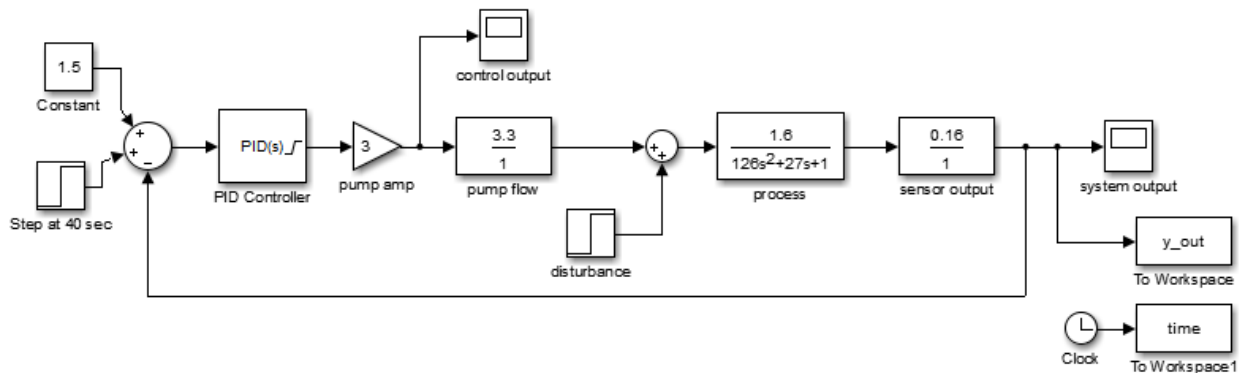 1.5
Constant
Step at 40 sec
+
+
−
PID(s)
PID Controller
3
pump amp
control output
3.3
1
pump flow
+
+
disturbance
1.6
126s²+27s+1
process
0.16
1
sensor output
system output
y_out
To Workspace
Clock
time
To Workspace1